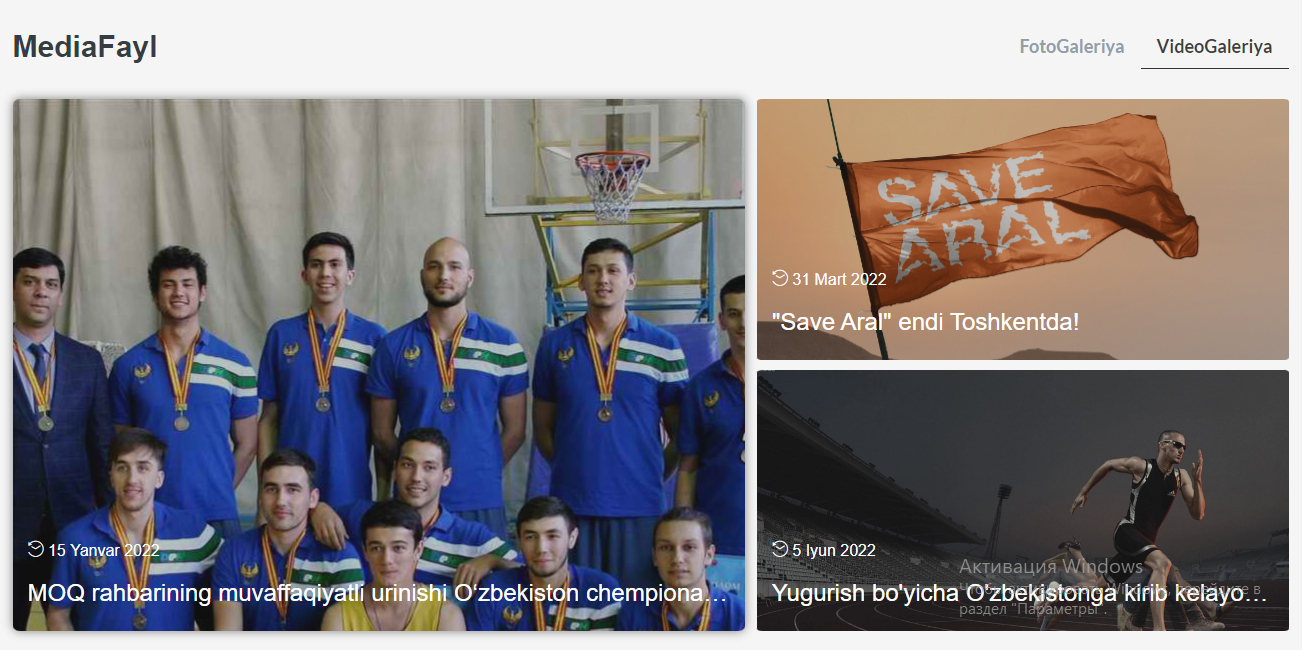 MediaFayl
FotoGaleriya VideoGaleriya
SAVE
ARAL
31 Mart 2022
"Save Aral" endi Toshkentda!
15 Yanvar 2022
MOQ rahbarining muvaffaqiyatli urinishi O‘zbekiston chempiona...
5 Iyun 2022
Yugurish bo'yicha O'zbekistonga kirib kelayo...
Активация Windows
раздел "Параметры".